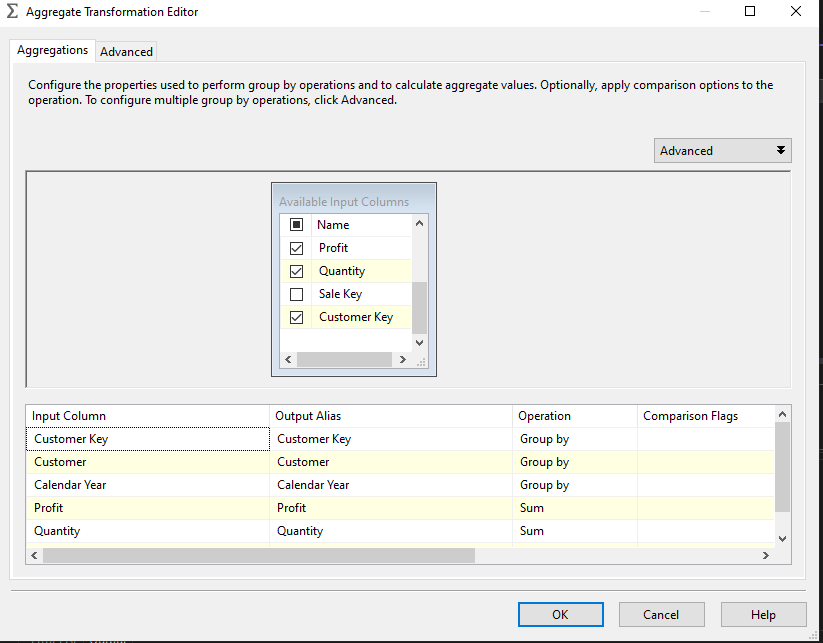 Σ Aggregate Transformation Editor
Aggregations Advanced
Configure the properties used to perform group by operations and to calculate aggregate values. Optionally, apply comparison options to the
operation. To configure multiple group by operations, click Advanced.
Advanced
Available Input Columns
Name
Profit
Quantity
Sale Key
Customer Key
Input Column Output Alias Operation Comparison Flags
Customer Key Customer Key Group by
Customer Customer Group by
Calendar Year Calendar Year Group by
Profit Profit Sum
Quantity Quantity Sum
OK Cancel Help